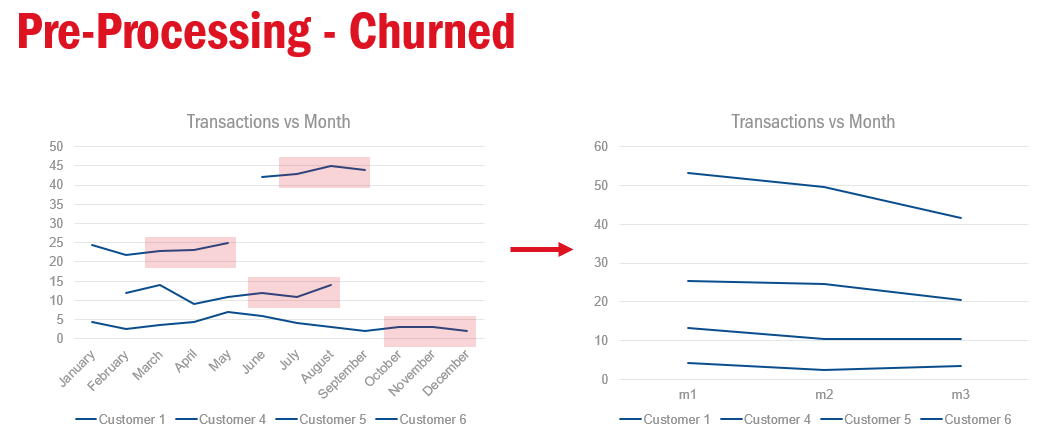 Pre-Processing - Churned
Transactions vs Month
50
45
40
35
30
25
20
15
10
5
0
January
February
March
April
May
June
July
August
September
October
November
December
Customer 1
Customer 4
Customer 5
Customer 6
Transactions vs Month
60
50
40
30
20
10
0
m1
m2
m3
Customer 1
Customer 4
Customer 5
Customer 6